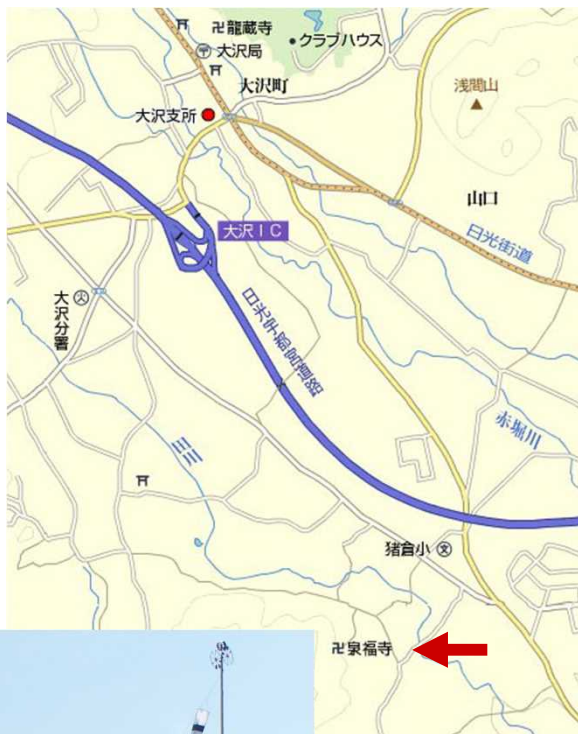 卍龍蔵寺
大沢局
クラブハウス
大沢町
大沢支所
浅間山
山口
大沢IC
日光街道
大沢分署
日光宇都宮道路
赤堀川
猪倉小
文
卍泉福寺